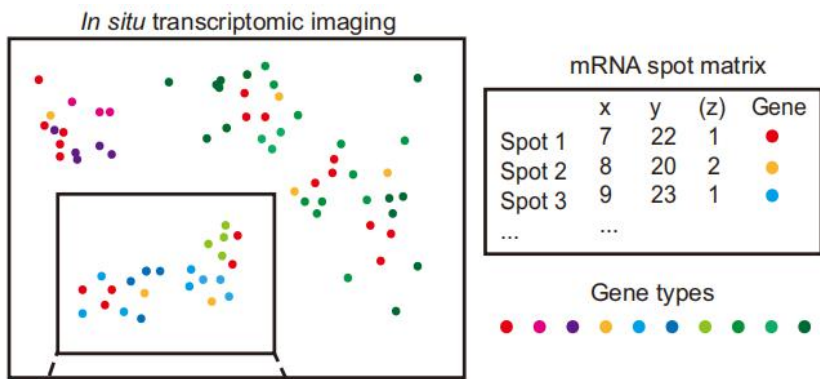 In situ transcriptomic imaging
mRNA spot matrix
x y (z) Gene
Spot 1 7 22 1
Spot 2 8 20 2
Spot 3 9 23 1
... ...
Gene types